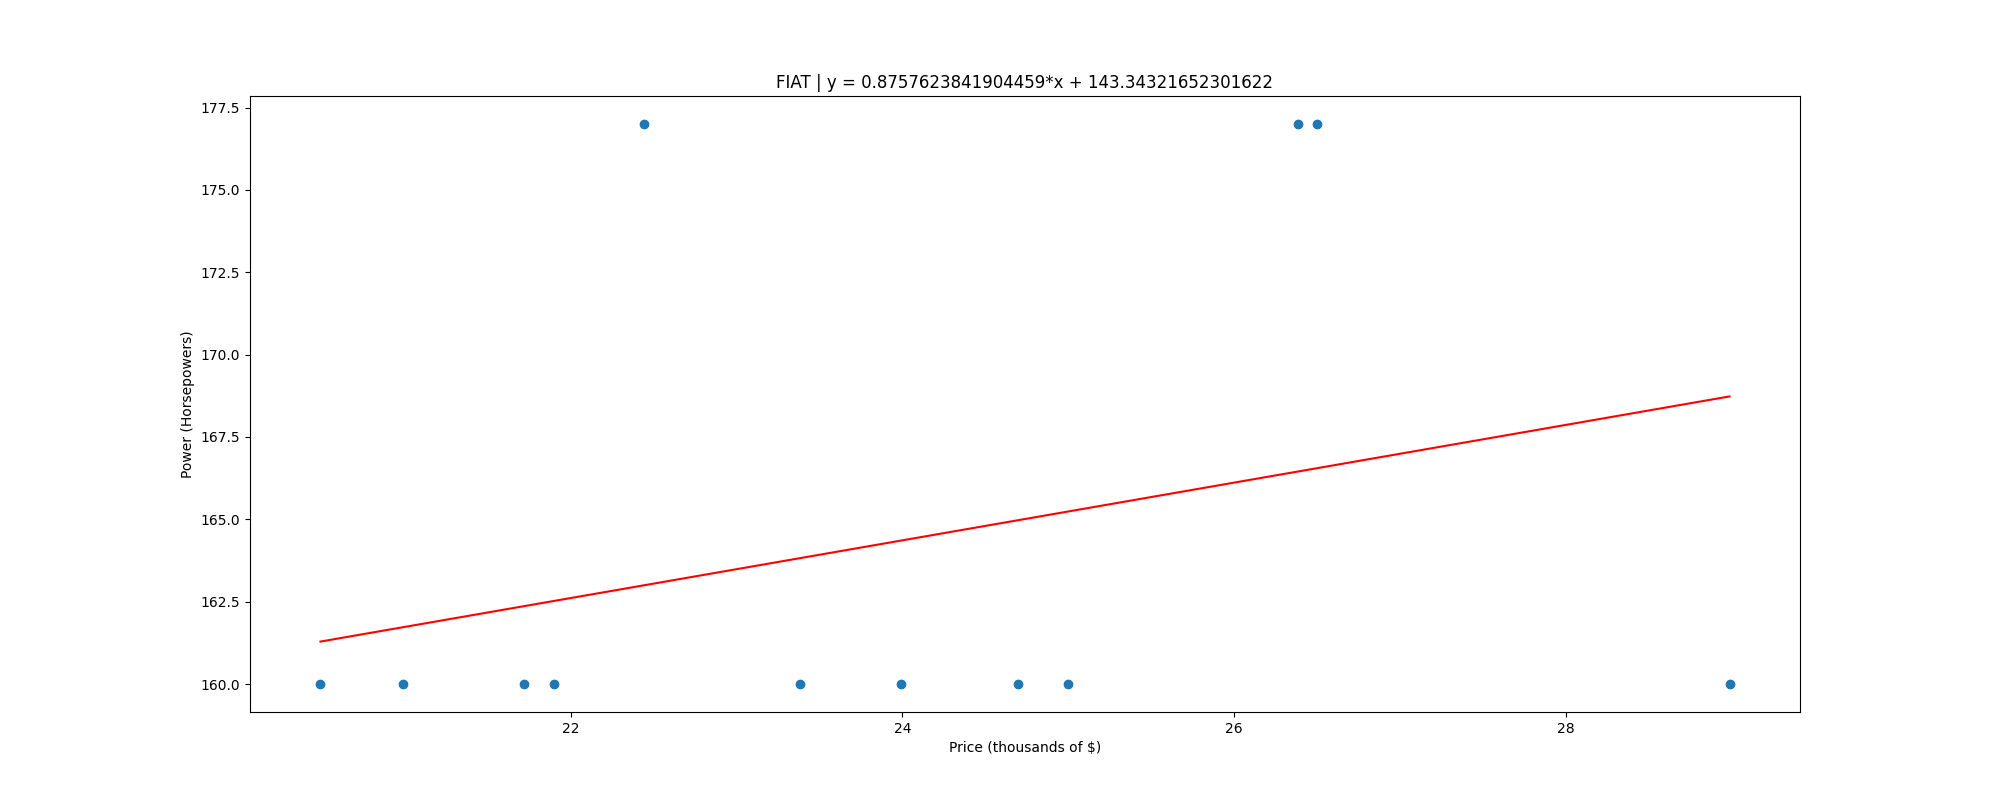 FIAT | y = 0.8757623841904459*x + 143.34321652301622
177.5
175.0
172.5
170.0
167.5
165.0
162.5
160.0
Power (Horsepowers)
22 24 26 28
Price (thousands of $)